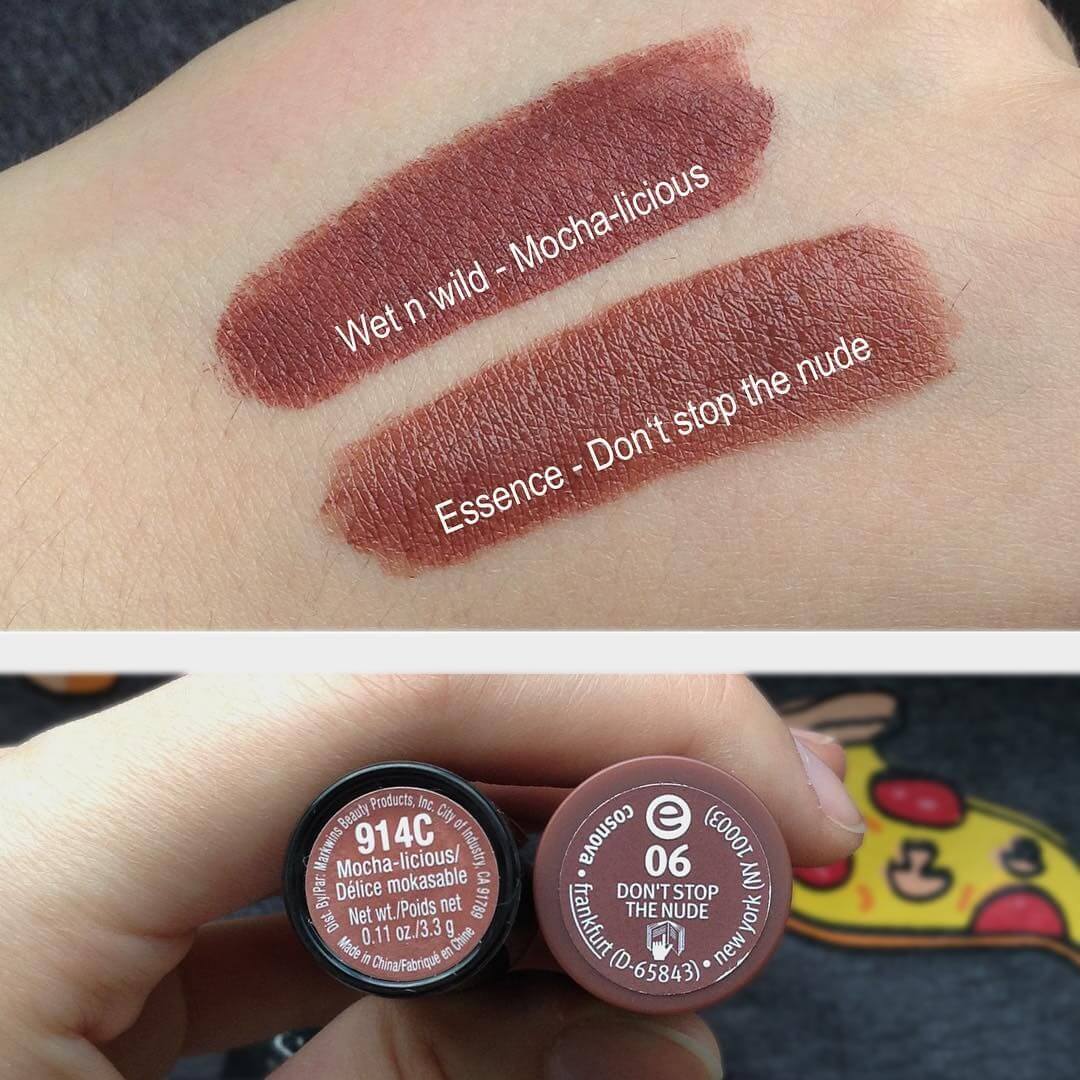 Wet n wild - Mocha-licious
Essence - Don't stop the nude
Dist. By/Par: Markwins Beauty Products, Inc. City of Industry, CA 91789
914C
Mocha-licious/
Délice mokasable
Net wt./Poids net
0.11 oz./3.3 g
Made in China/Fabriqué en Chine
e
06
DON'T STOP
THE NUDE
cosnova • frankfurt (D-65843) • new york (NY 10003)